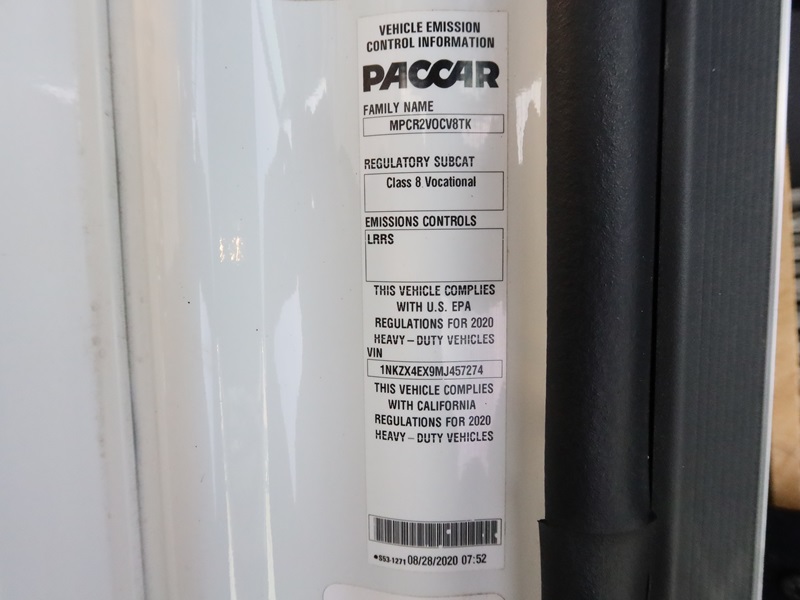 VEHICLE EMISSION
CONTROL INFORMATION
PACCAR
FAMILY NAME
MPCR2VOCV8TK
REGULATORY SUBCAT
Class 8 Vocational
EMISSIONS CONTROLS
LRRS
THIS VEHICLE COMPLIES
WITH U.S. EPA
REGULATIONS FOR 2020
HEAVY – DUTY VEHICLES
VIN
1NKZX4EX9MJ457274
THIS VEHICLE COMPLIES
WITH CALIFORNIA
REGULATIONS FOR 2020
HEAVY – DUTY VEHICLES
*S53-1271 08/28/2020 07:52